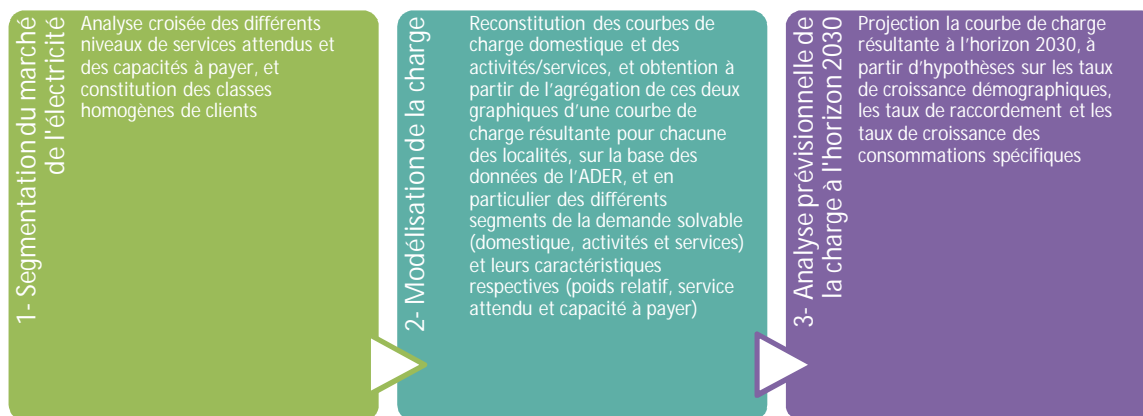 1- Segmentation du marché
de l'électricité
Analyse croisée des différents
niveaux de services attendus et
des capacités à payer, et
constitution des classes
homogènes de clients
2- Modélisation de la charge
Reconstitution des courbes de
charge domestique et des
activités/services, et obtention à
partir de l'agrégation de ces deux
graphiques d'une courbe de
charge résultante pour chacune
des localités, sur la base des
données de l'ADER, et en
particulier des différents
segments de la demande solvable
(domestique, activités et services)
et leurs caractéristiques
respectives (poids relatif, service
attendu et capacité à payer)
3- Analyse prévisionnelle de
la charge à l'horizon 2030
Projection la courbe de charge
résultante à l'horizon 2030, à
partir d'hypothèses sur les taux
de croissance démographiques,
les taux de raccordement et les
taux de croissance des
consommations spécifiques